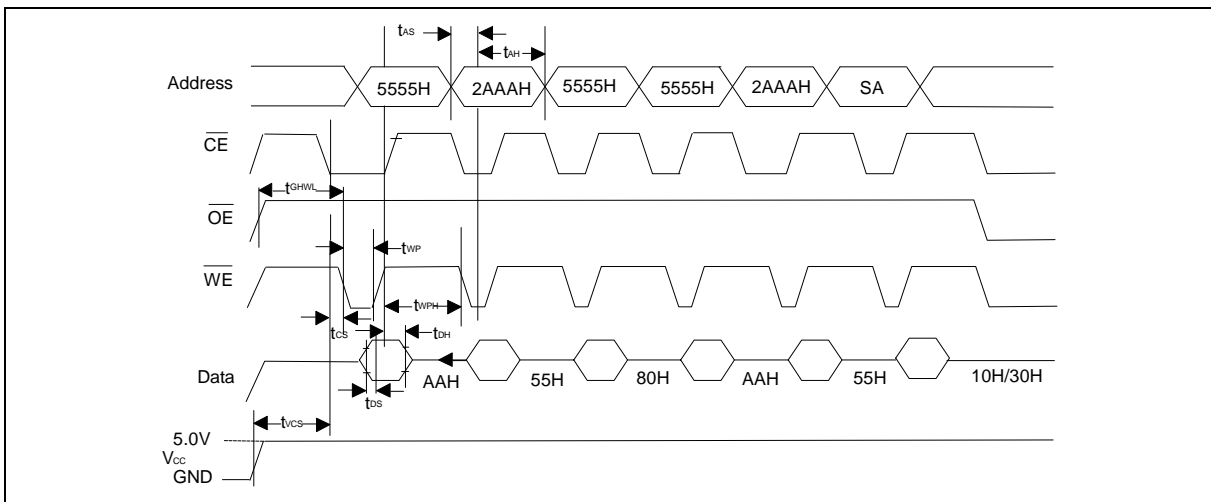 tAS
tAH
Address 5555H 2AAAH 5555H 5555H 2AAAH SA
CE
tGHWL
OE
tWP
WE
tWPH
tCS tDH
Data AAH 55H 80H AAH 55H 10H/30H
tDS
tVCS
5.0V
VCC
GND